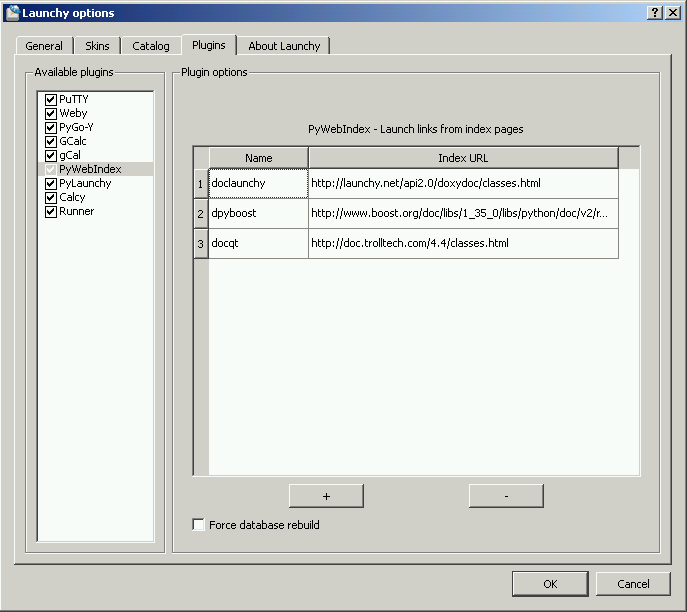 Launchy options
General Skins Catalog Plugins About Launchy
Available plugins
PuTTY
Weby
PyGo-Y
GCalc
gCal
PyWebIndex
PyLaunchy
Calcy
Runner
Plugin options
PyWebIndex - Launch links from index pages
Name Index URL
1 doclaunchy http://launchy.net/api2.0/doxydoc/classes.html
2 dpyboost http://www.boost.org/doc/libs/1_35_0/libs/python/doc/v2/r...
3 docqt http://doc.trolltech.com/4.4/classes.html
+ -
Force database rebuild
OK Cancel